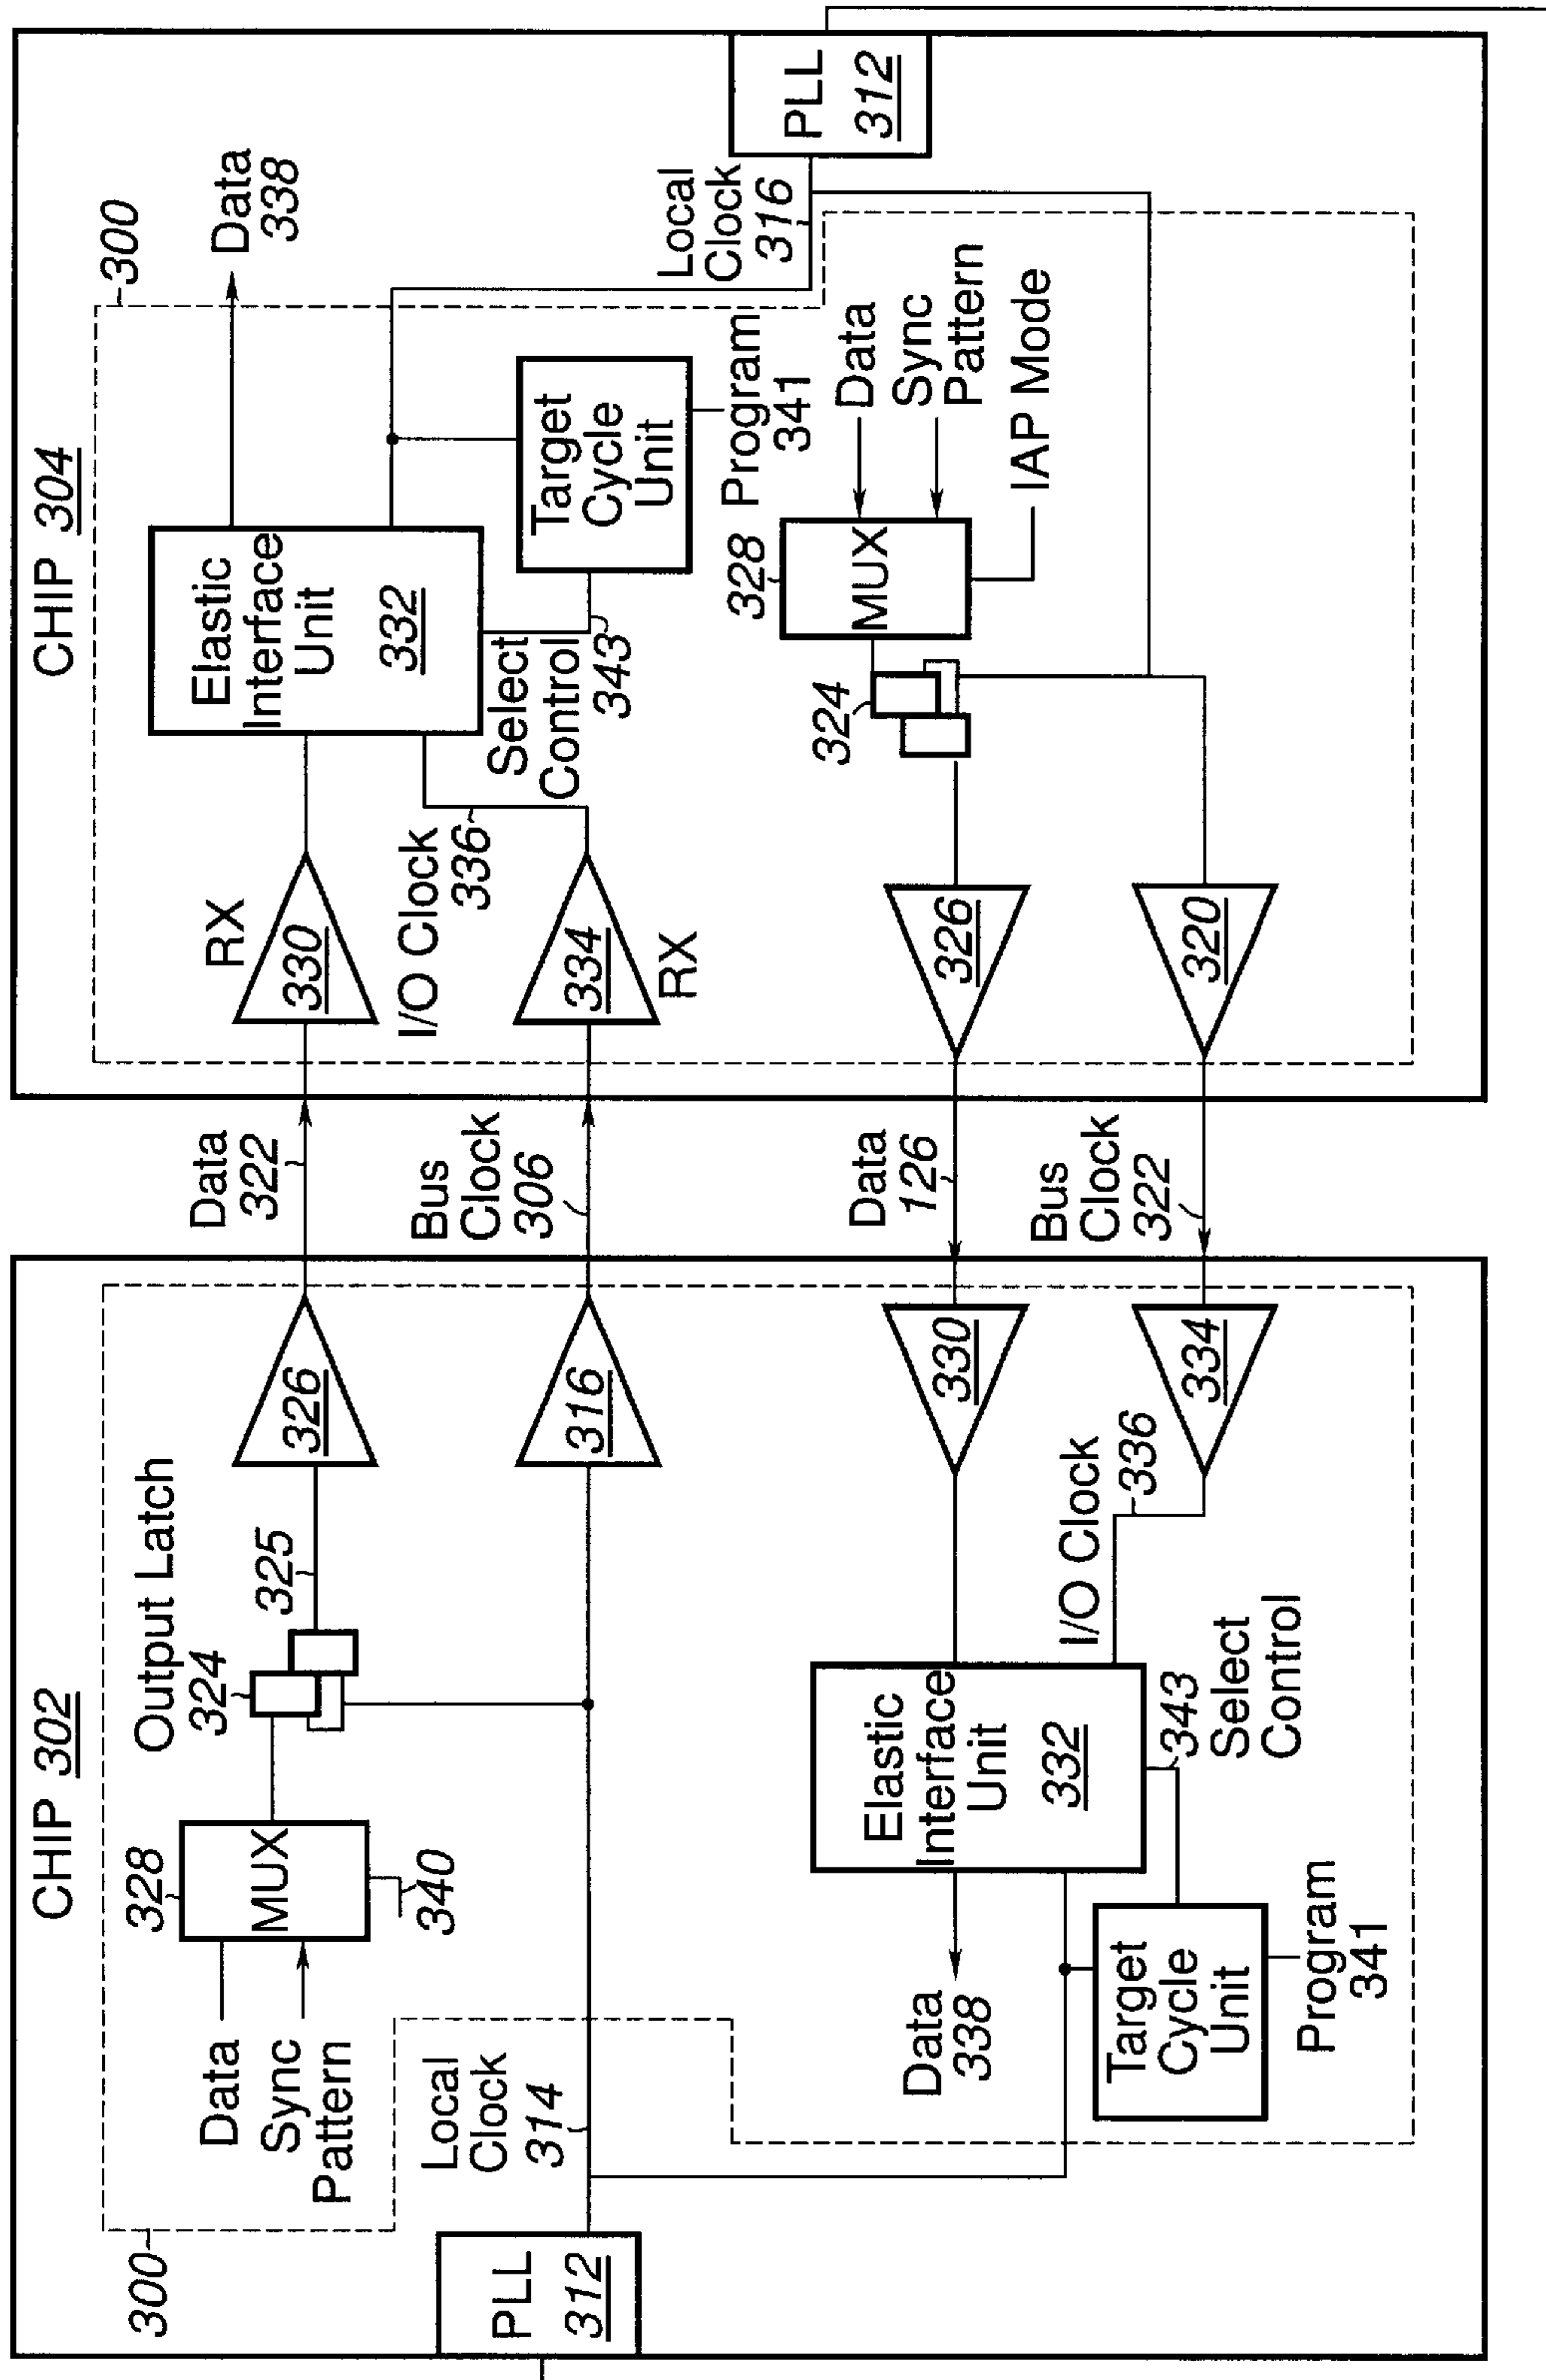 CHIP 302
300
PLL
312
Local
Clock
314
Data
Sync
Pattern
328
MUX
340
Output Latch
324
325
326
316
Data
338
Elastic
Interface
Unit
332
Target
Cycle
Unit
Program
341
343
Select
Control
I/O Clock
336
330
334
Data
322
Bus
Clock
306
Data
126
Bus
Clock
322
CHIP 304
300
RX
330
I/O Clock
336
334
RX
Elastic
Interface
Unit
332
Select
Control
343
Target
Cycle
Unit
Program
341
Data
338
Local
Clock
316
PLL
312
326
320
324
328
MUX
Data
Sync
Pattern
IAP Mode